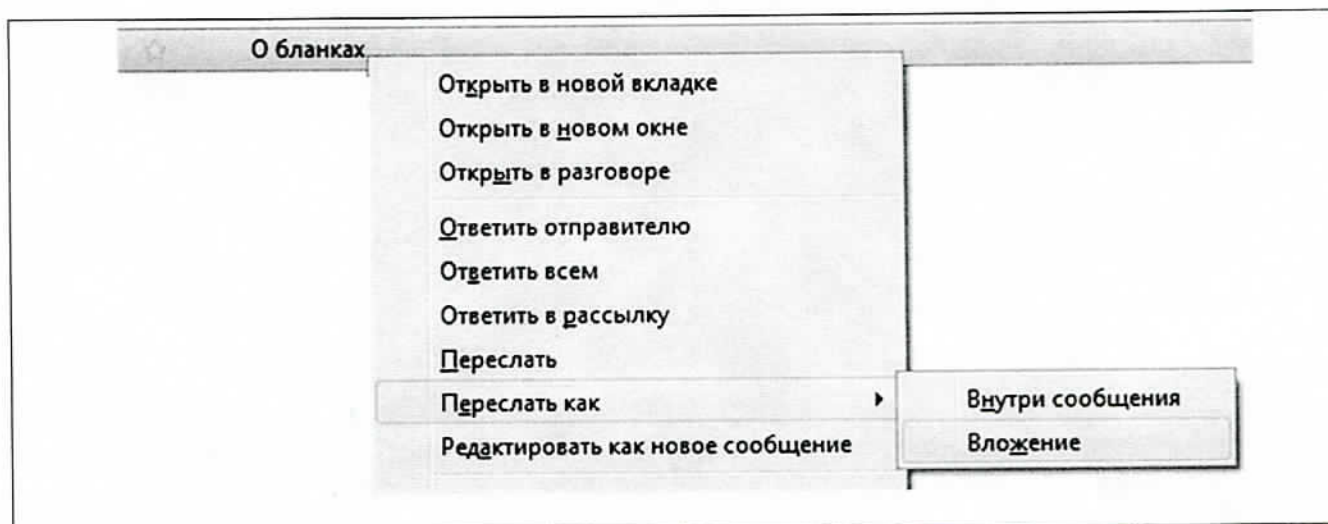 О бланках
Открыть в новой вкладке
Открыть в новом окне
Открыть в разговоре
Ответить отправителю
Ответить всем
Ответить в рассылку
Переслать
Переслать как
Внутри сообщения
Редактировать как новое сообщение
Вложение